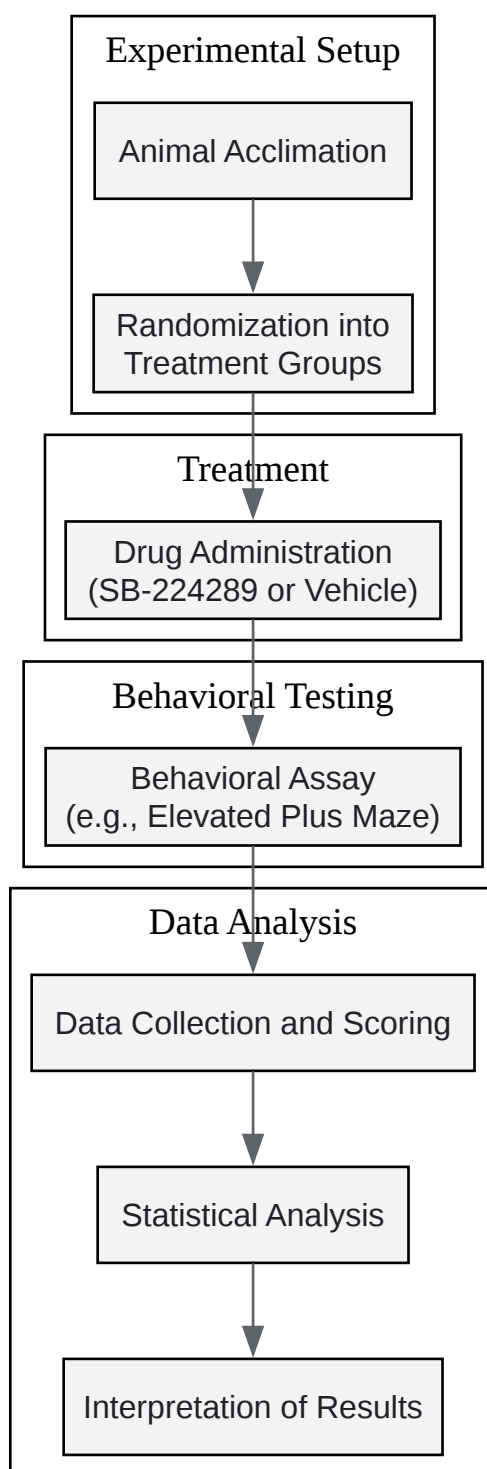 Experimental Setup
Animal Acclimation
Randomization into
Treatment Groups
Treatment
Drug Administration
(SB-224289 or Vehicle)
Behavioral Testing
Behavioral Assay
(e.g., Elevated Plus Maze)
Data Analysis
Data Collection and Scoring
Statistical Analysis
Interpretation of Results